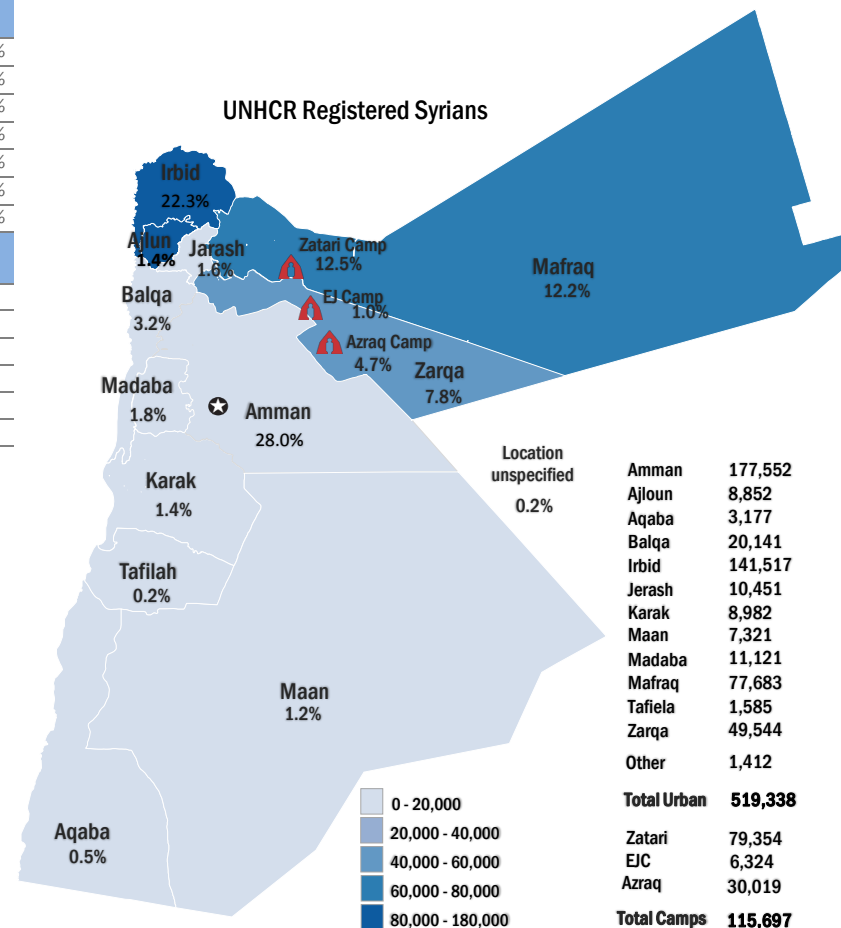 %
%
%
%
%
%
%
UNHCR Registered Syrians
Irbid
22.3%
Ajlun
1.4%
Jarash
1.6%
Zatari Camp
12.5%
Mafraq
12.2%
Balqa
3.2%
EJ Camp
1.0%
Azraq Camp
4.7%
Zarqa
7.8%
Madaba
1.8%
Amman
28.0%
Location
unspecified
0.2%
Karak
1.4%
Tafilah
0.2%
Maan
1.2%
Aqaba
0.5%
0 - 20,000
20,000 - 40,000
40,000 - 60,000
60,000 - 80,000
80,000 - 180,000
Amman 177,552
Ajloun 8,852
Aqaba 3,177
Balqa 20,141
Irbid 141,517
Jerash 10,451
Karak 8,982
Maan 7,321
Madaba 11,121
Mafraq 77,683
Tafiela 1,585
Zarqa 49,544
Other 1,412
Total Urban 519,338
Zatari 79,354
EJC 6,324
Azraq 30,019
Total Camps 115,697